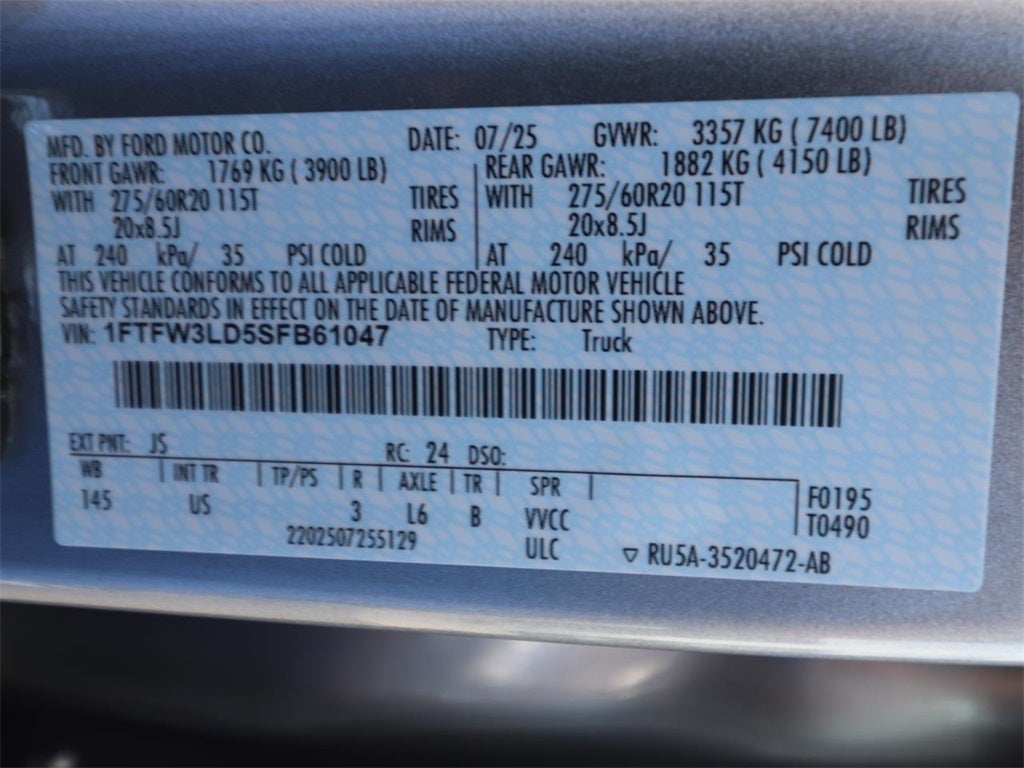 MFD. BY FORD MOTOR CO. DATE: 07/25 GVWR: 3357 KG ( 7400 LB)
FRONT GAWR: 1769 KG ( 3900 LB) REAR GAWR: 1882 KG ( 4150 LB)
WITH 275/60R20 115T TIRES WITH 275/60R20 115T TIRES
20x8.5J RIMS 20x8.5J RIMS
AT 240 kPa/ 35 PSI COLD AT 240 kPa/ 35 PSI COLD
THIS VEHICLE CONFORMS TO ALL APPLICABLE FEDERAL MOTOR VEHICLE
SAFETY STANDARDS IN EFFECT ON THE DATE OF MANUFACTURE SHOWN ABOVE.
VIN: 1FTFW3LD5SFB61047 TYPE: Truck
EXT PNT: JS RC: 24 DSO:
WB INT TR TP/PS R AXLE TR SPR F0195
145 US 3 L6 B VVCC T0490
2202507255129 ULC ▽ RU5A-3520472-AB